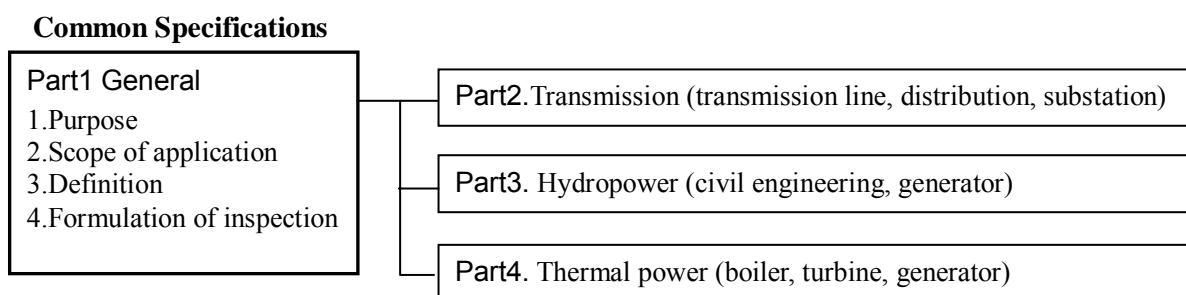 Common Specifications
Part1 General
1.Purpose
2.Scope of application
3.Definition
4.Formulation of inspection
Part2.Transmission (transmission line, distribution, substation)
Part3. Hydropower (civil engineering, generator)
Part4. Thermal power (boiler, turbine, generator)